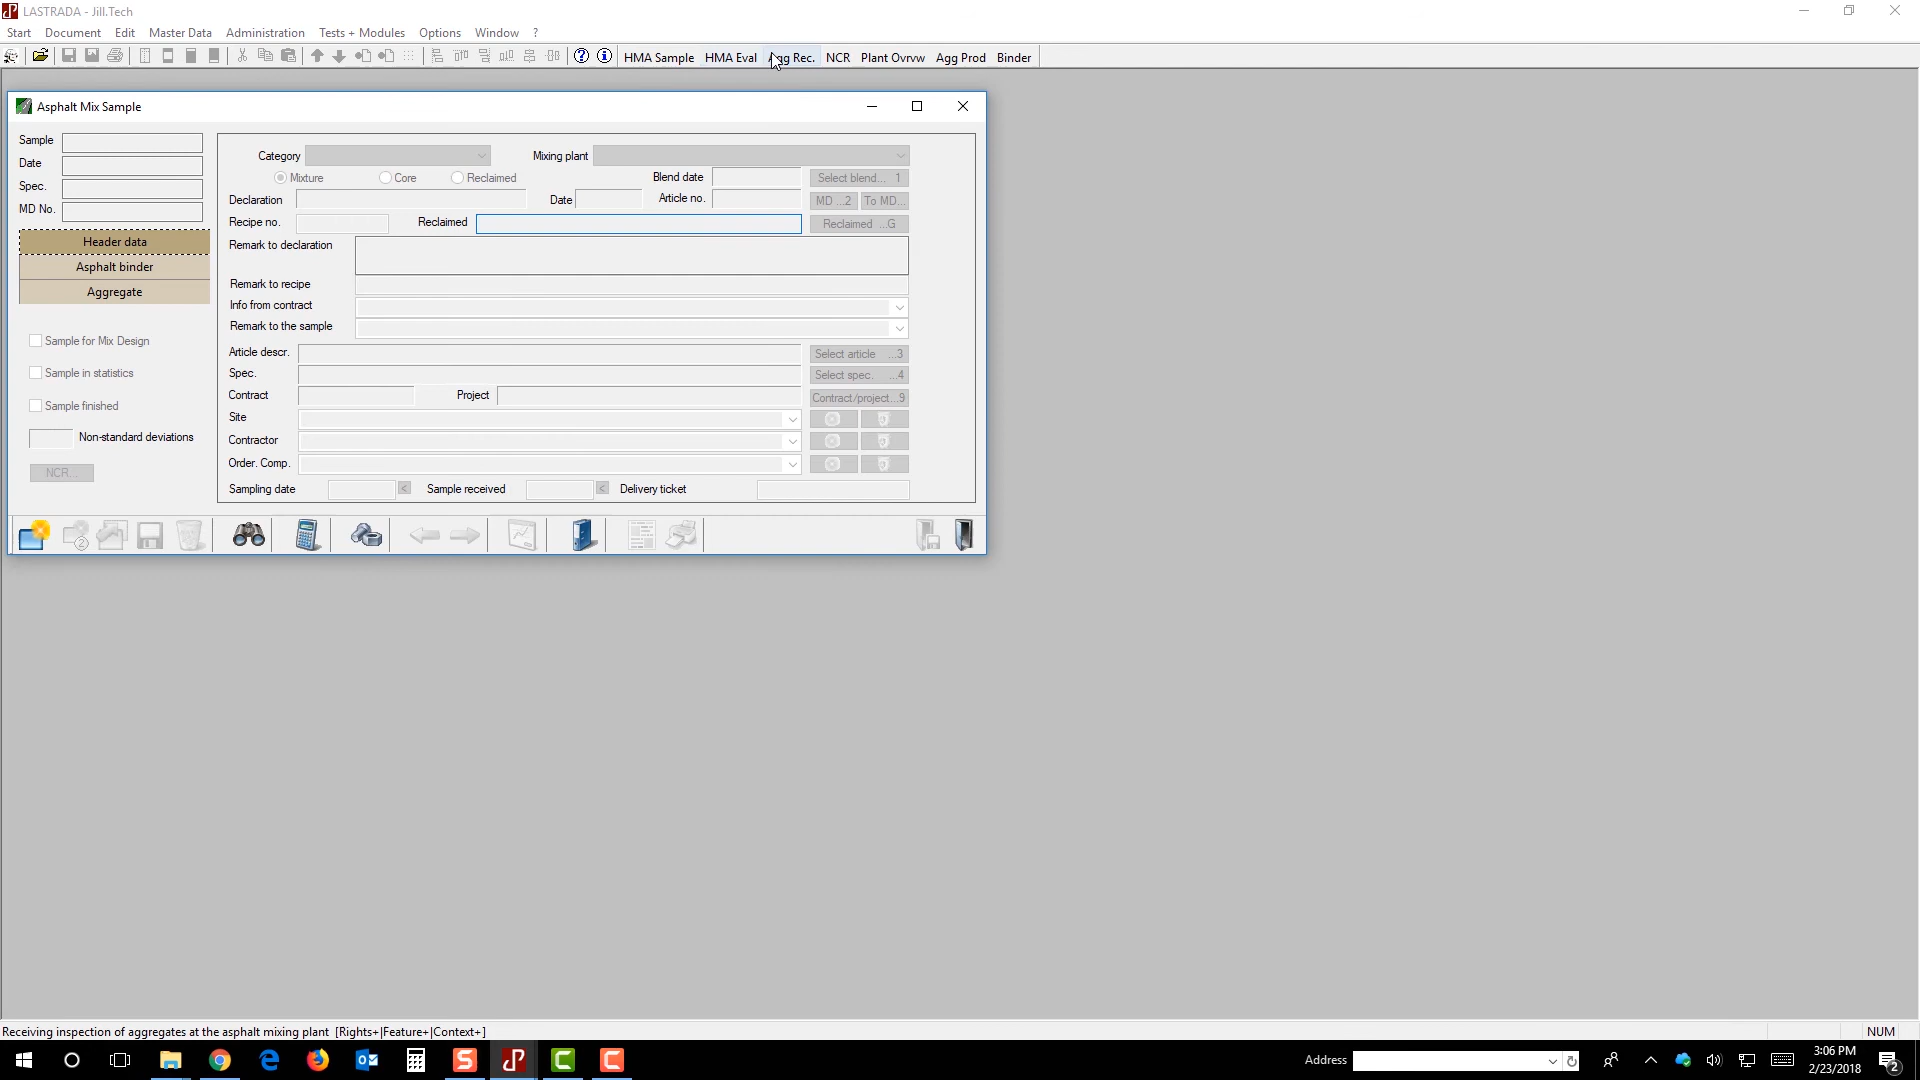 LASTRADA - Jill.Tech
Start Document Edit Master Data Administration Tests + Modules Options Window ?
HMA Sample HMA Eval Agg Rec. NCR Plant Ovrvw Agg Prod Binder
Asphalt Mix Sample
Sample
Date
Spec.
MD No.
Header data
Asphalt binder
Aggregate
Sample for Mix Design
Sample in statistics
Sample finished
Non-standard deviations
NCR...
Category Mixing plant
Mixture Core Reclaimed Blend date Select blend... 1
Declaration Date Article no. MD ...2 To MD...
Recipe no. Reclaimed Reclaimed ...G
Remark to declaration
Remark to recipe
Info from contract
Remark to the sample
Article descr. Select article ...3
Spec. Select spec. ...4
Contract Project Contract/project...9
Site
Contractor
Order. Comp.
Sampling date < Sample received < Delivery ticket
Receiving inspection of aggregates at the asphalt mixing plant [Rights+|Feature+|Context+] NUM
Address
3:06 PM
2/23/2018
2